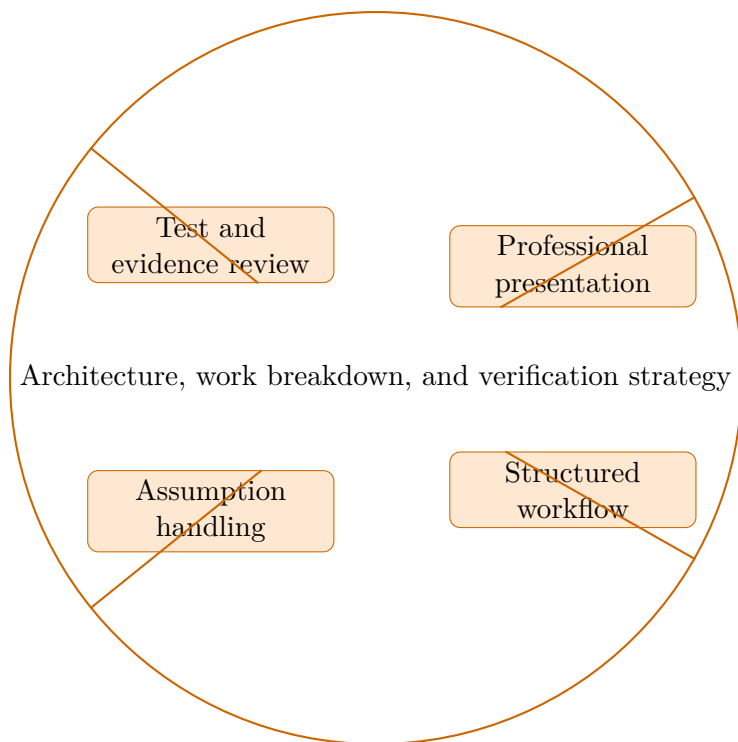 Test and
evidence review
Professional
presentation
Architecture, work breakdown, and verification strategy
Assumption
handling
Structured
workflow